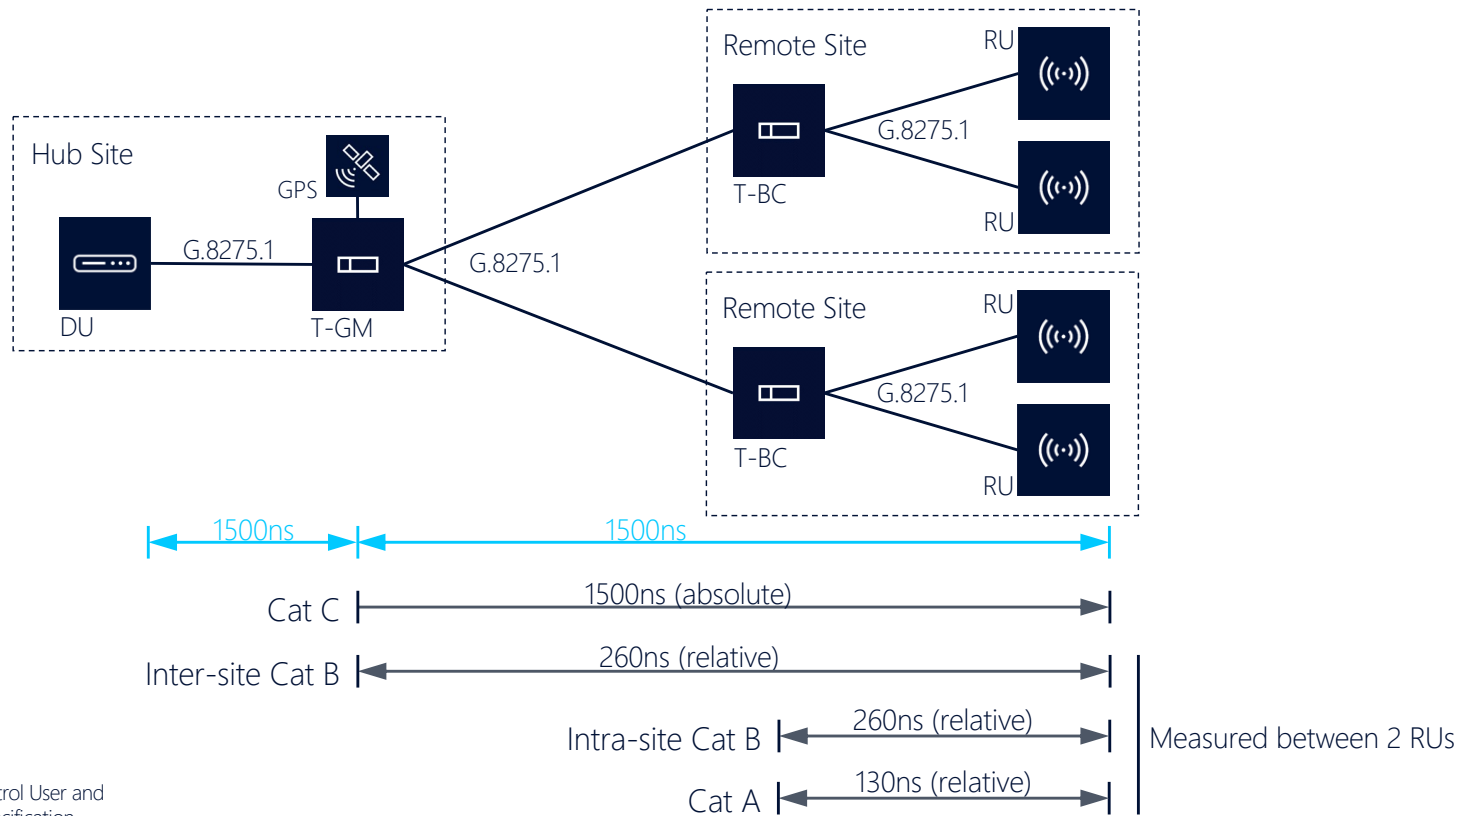 Remote Site
RU
G.8275.1
T-BC
RU
Hub Site
GPS
G.8275.1
DU
T-GM
G.8275.1
Remote Site
RU
G.8275.1
T-BC
RU
1500ns
1500ns
Cat C
1500ns (absolute)
Inter-site Cat B
260ns (relative)
Intra-site Cat B
260ns (relative)
Measured between 2 RUs
Cat A
130ns (relative)
User and